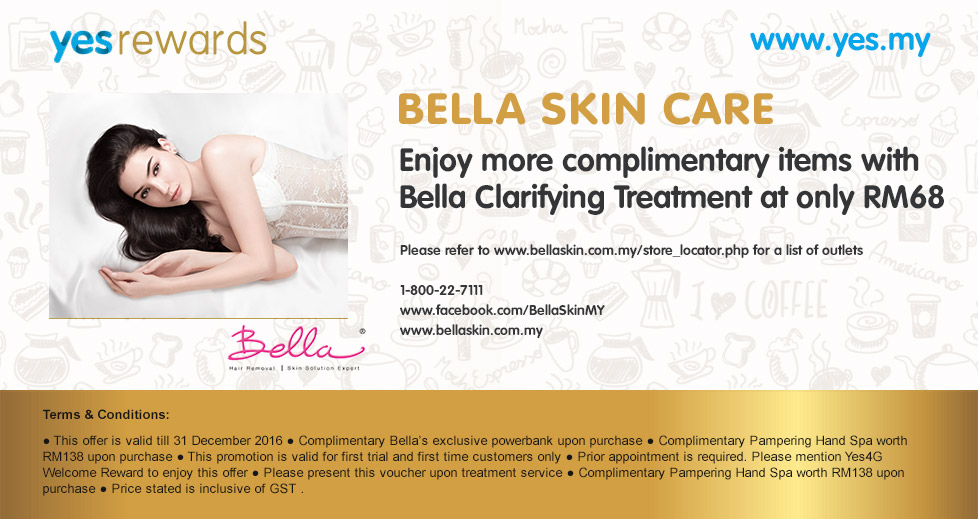 yesrewards
www.yes.my
BELLA SKIN CARE
Enjoy more complimentary items with
Bella Clarifying Treatment at only RM68
Please refer to www.bellaskin.com.my/store_locator.php for a list of outlets
1-800-22-7111
www.facebook.com/BellaSkinMY
www.bellaskin.com.my
Bella ®
Hair Removal | Skin Solution Expert
Mocha
Espresso
Americano
I ♥ COFFEE
Espresso
Terms & Conditions:
● This offer is valid till 31 December 2016 ● Complimentary Bella's exclusive powerbank upon purchase ● Complimentary Pampering Hand Spa worth
RM138 upon purchase ● This promotion is valid for first trial and first time customers only ● Prior appointment is required. Please mention Yes4G
Welcome Reward to enjoy this offer ● Please present this voucher upon treatment service ● Complimentary Pampering Hand Spa worth RM138 upon
purchase ● Price stated is inclusive of GST .